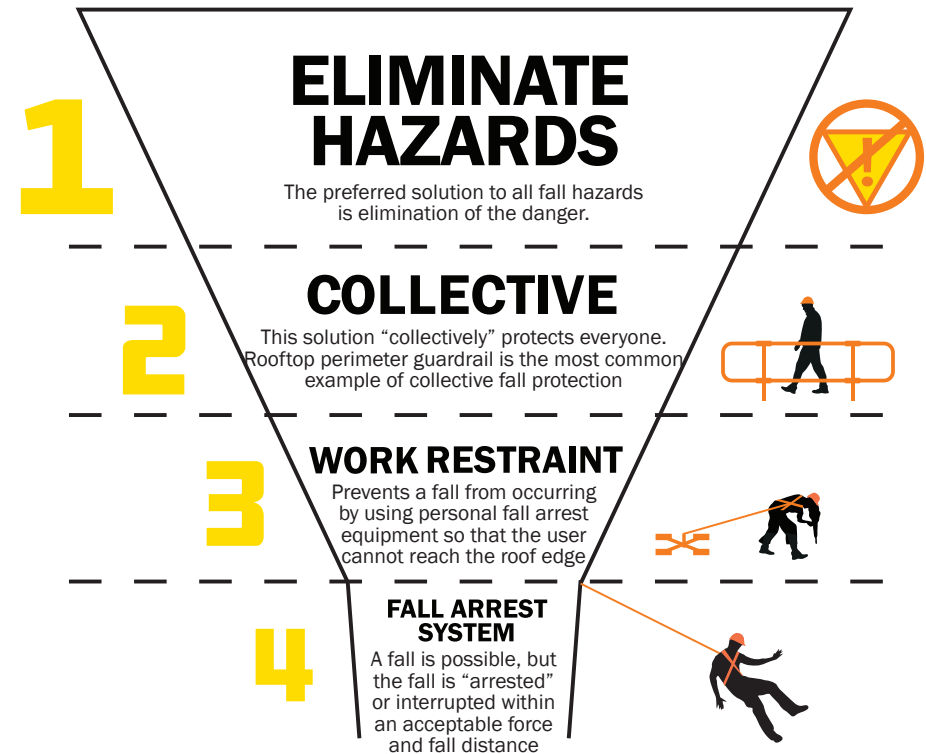 1
ELIMINATE
HAZARDS
The preferred solution to all fall hazards
is elimination of the danger.
!
2
COLLECTIVE
This solution “collectively” protects everyone.
Rooftop perimeter guardrail is the most common
example of collective fall protection
3
WORK RESTRAINT
Prevents a fall from occurring
by using personal fall arrest
equipment so that the user
cannot reach the roof edge
4
FALL ARREST
SYSTEM
A fall is possible, but
the fall is “arrested”
or interrupted within
an acceptable force
and fall distance